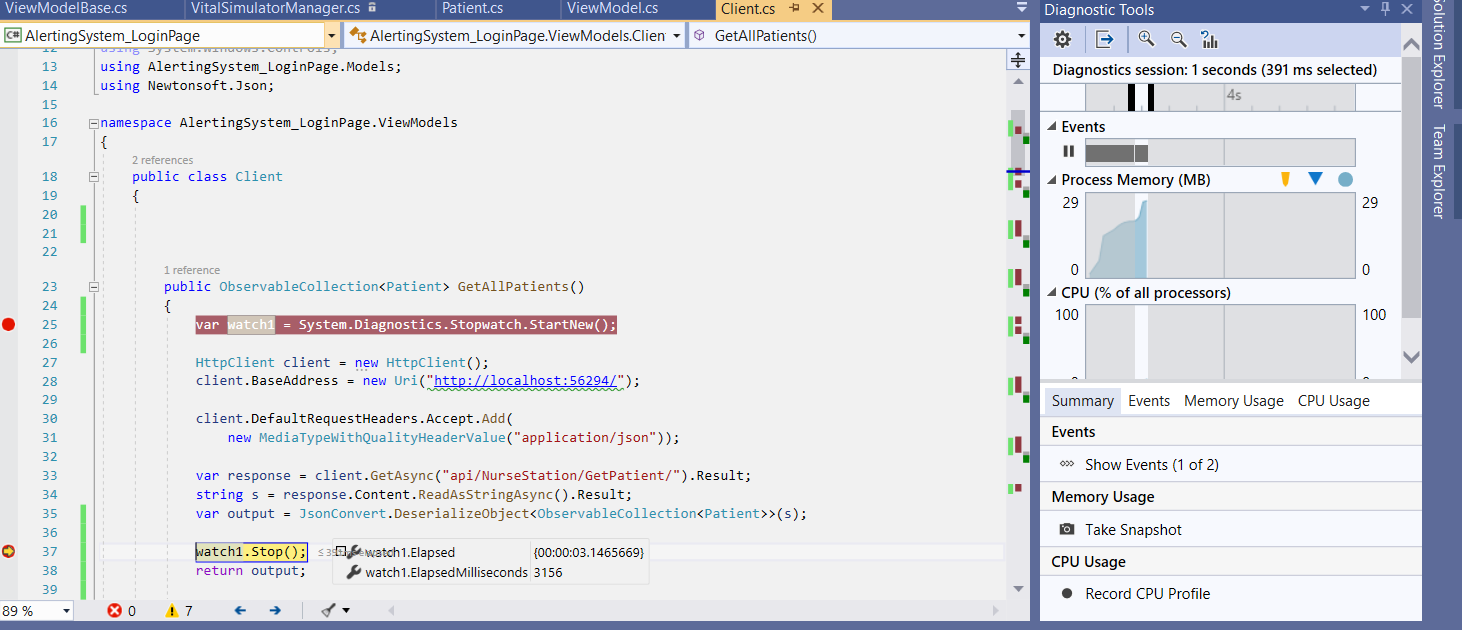 ViewModelBase.cs VitalSimulatorManager.cs Patient.cs ViewModel.cs Client.cs
AlertingSystem_LoginPage AlertingSystem_LoginPage.ViewModels.Clien GetAllPatients()
12 using System.Windows.Controls;
13 using AlertingSystem_LoginPage.Models;
14 using Newtonsoft.Json;
15
16 namespace AlertingSystem_LoginPage.ViewModels
17 {
2 references
18 public class Client
19 {
20
21
22
1 reference
23 public ObservableCollection<Patient> GetAllPatients()
24 {
25 var watch1 = System.Diagnostics.Stopwatch.StartNew();
26
27 HttpClient client = new HttpClient();
28 client.BaseAddress = new Uri("http://localhost:56294/");
29
30 client.DefaultRequestHeaders.Accept.Add(
31 new MediaTypeWithQualityHeaderValue("application/json"));
32
33 var response = client.GetAsync("api/NurseStation/GetPatient/").Result;
34 string s = response.Content.ReadAsStringAsync().Result;
35 var output = JsonConvert.DeserializeObject<ObservableCollection<Patient>>(s);
36
37 watch1.Stop();
watch1.Elapsed {00:00:03.1465669}
38 return output;
watch1.ElapsedMilliseconds 3156
39
89 % 0 7
Diagnostic Tools
Diagnostics session: 1 seconds (391 ms selected)
4s
Events
Process Memory (MB)
29 29
0 0
CPU (% of all processors)
100 100
Summary Events Memory Usage CPU Usage
Events
Show Events (1 of 2)
Memory Usage
Take Snapshot
CPU Usage
Record CPU Profile
Solution Explorer
Team Explorer